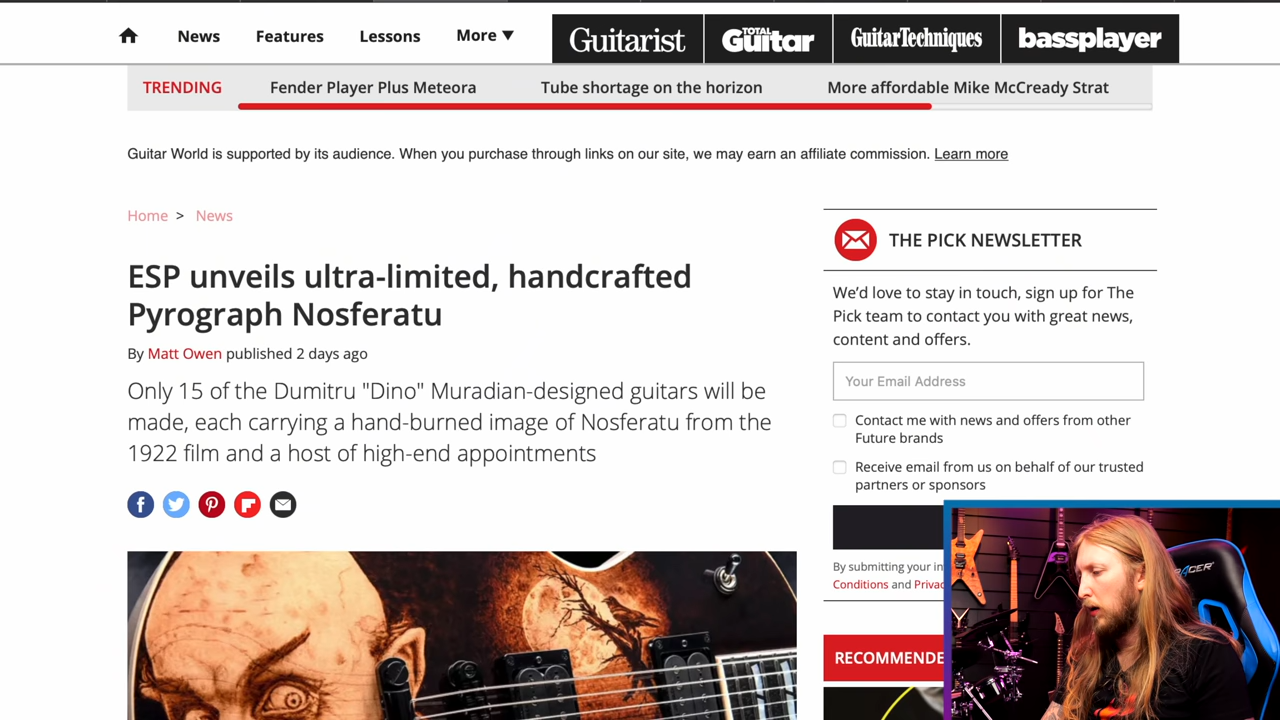 News Features Lessons More ▼ Guitarist TOTAL Guitar GuitarTechniques bassplayer
TRENDING Fender Player Plus Meteora Tube shortage on the horizon More affordable Mike McCready Strat
Guitar World is supported by its audience. When you purchase through links on our site, we may earn an affiliate commission. Learn more
Home > News
ESP unveils ultra-limited, handcrafted
Pyrograph Nosferatu
By Matt Owen published 2 days ago
Only 15 of the Dumitru "Dino" Muradian-designed guitars will be
made, each carrying a hand-burned image of Nosferatu from the
1922 film and a host of high-end appointments
THE PICK NEWSLETTER
We’d love to stay in touch, sign up for The
Pick team to contact you with great news,
content and offers.
Your Email Address
Contact me with news and offers from other
Future brands
Receive email from us on behalf of our trusted
partners or sponsors
By submitting your in
Conditions and Privac
RECOMMENDE